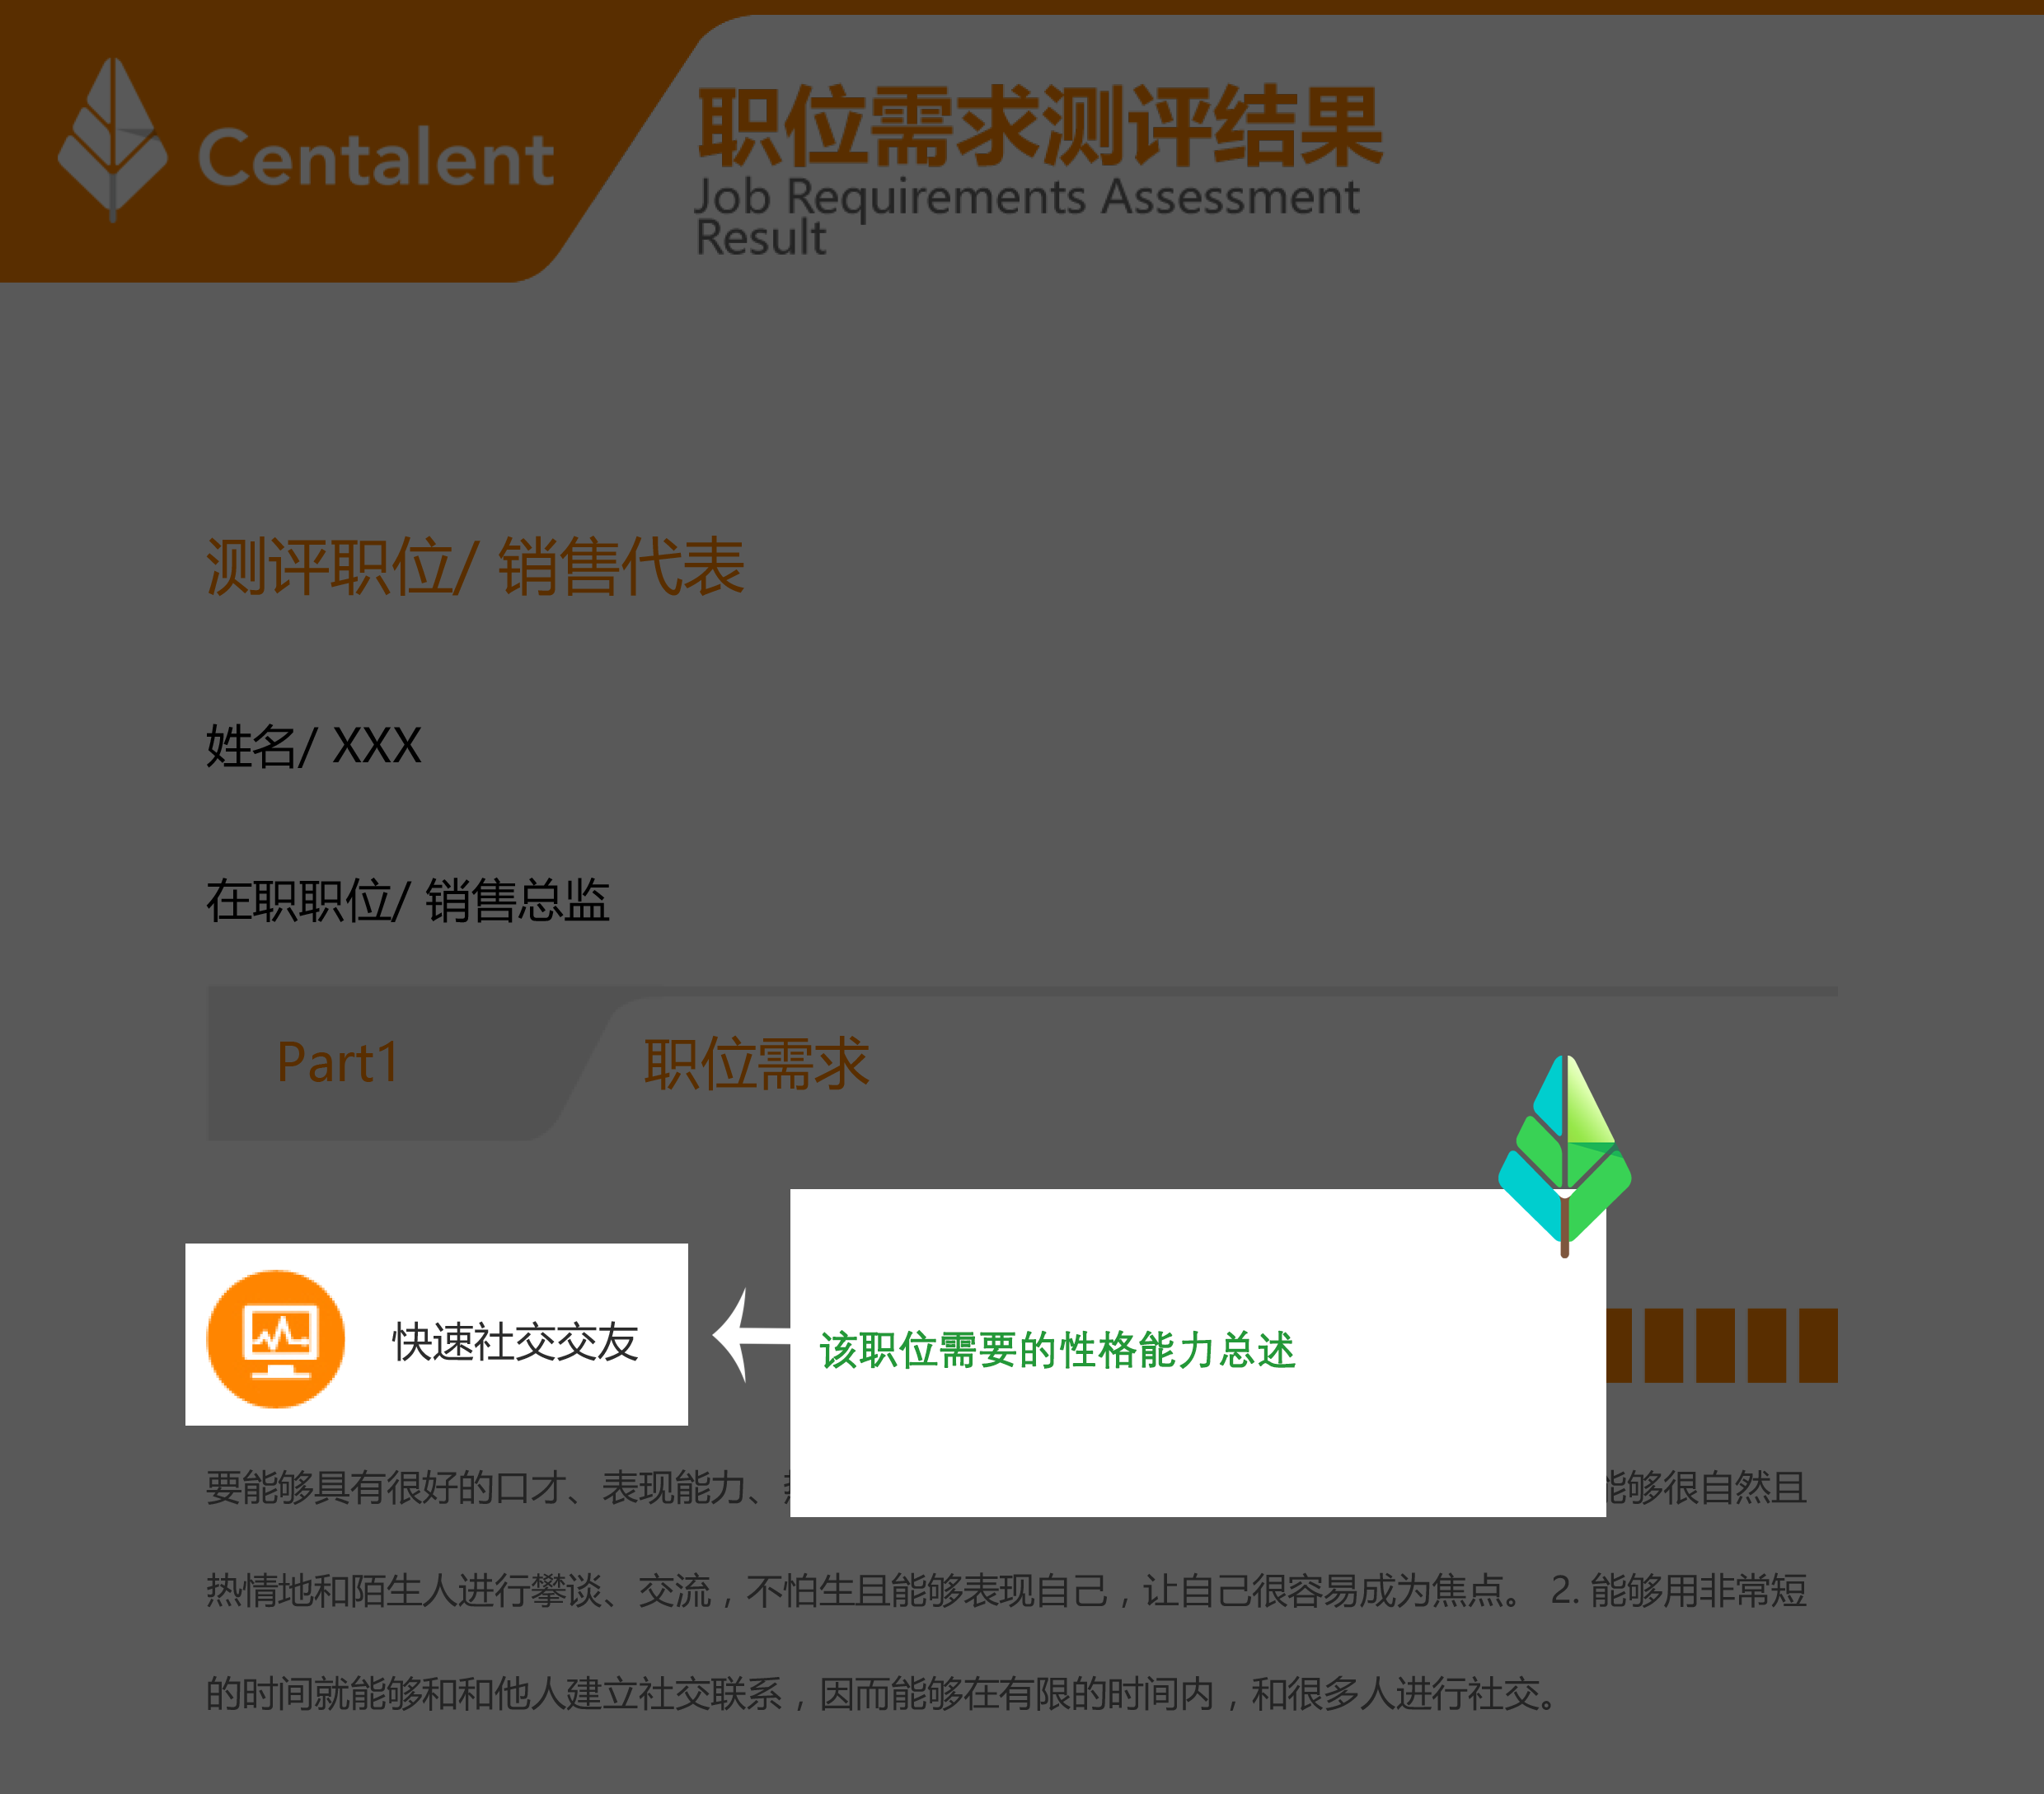 Centalent
职位需求测评结果
Job Requirements Assessment
Result
测评职位/ 销售代表
姓名/ XXX
在职职位/ 销售总监
Part1
职位需求
快速社交交友
该职位需要的性格能力总述
要能够具有很好的口才、表现能力、
能够很自然且
热情地和陌生人进行攀谈、交流，不怕生且能够表现自己，让自己很容易成为焦点。2.能够用非常短
的时间就能够和和他人建立社交联系，因而能够在有限的时间内，和很多人进行社交。